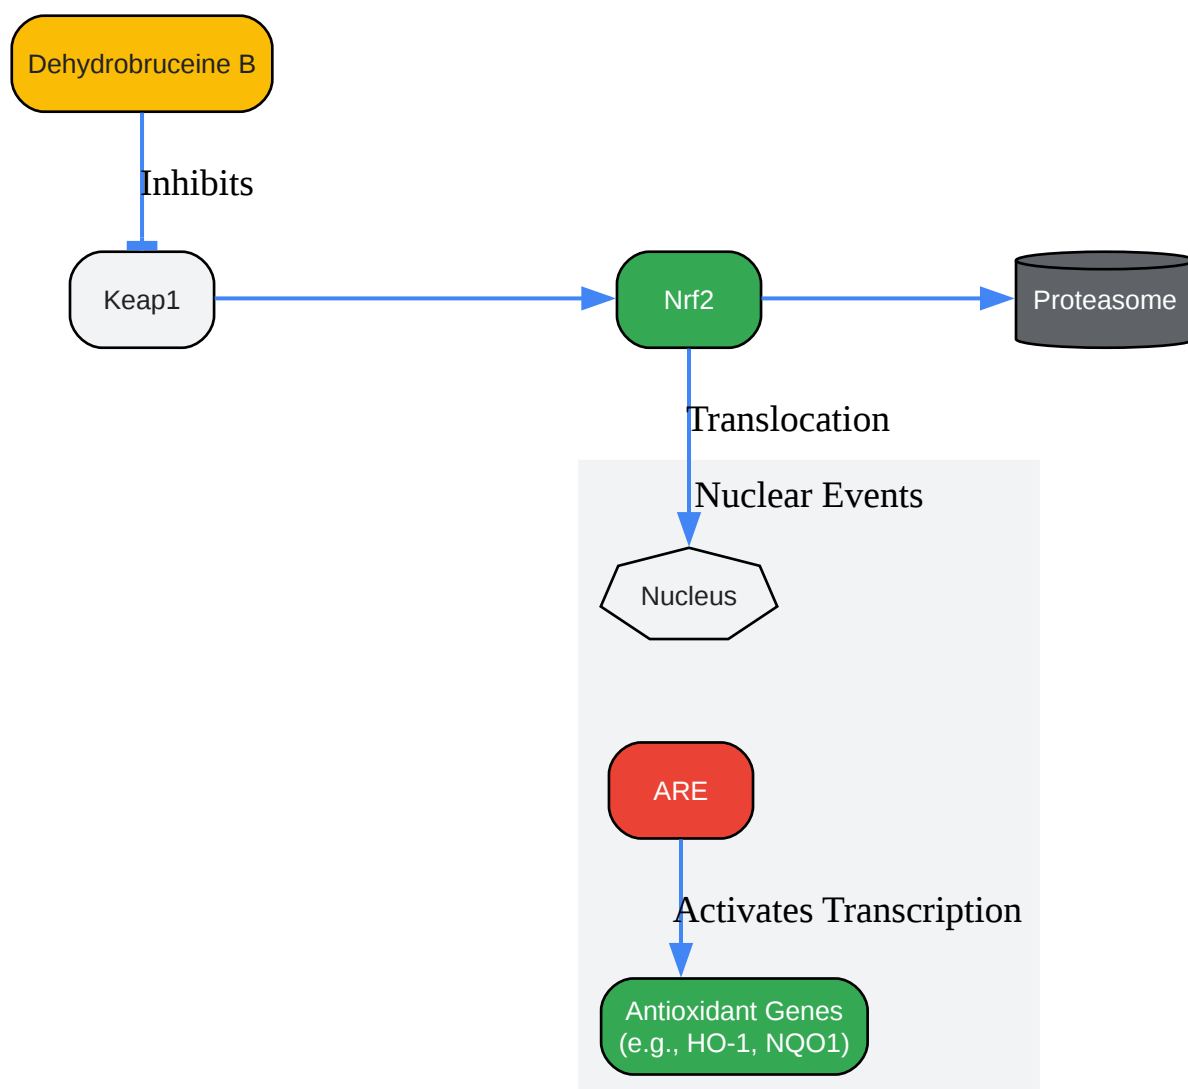 Dehydrobruceine B
Inhibits
Keap1
Nrf2
Proteasome
Translocation
Nuclear Events
Nucleus
ARE
Activates Transcription
Antioxidant Genes
(e.g., HO-1, NQO1)